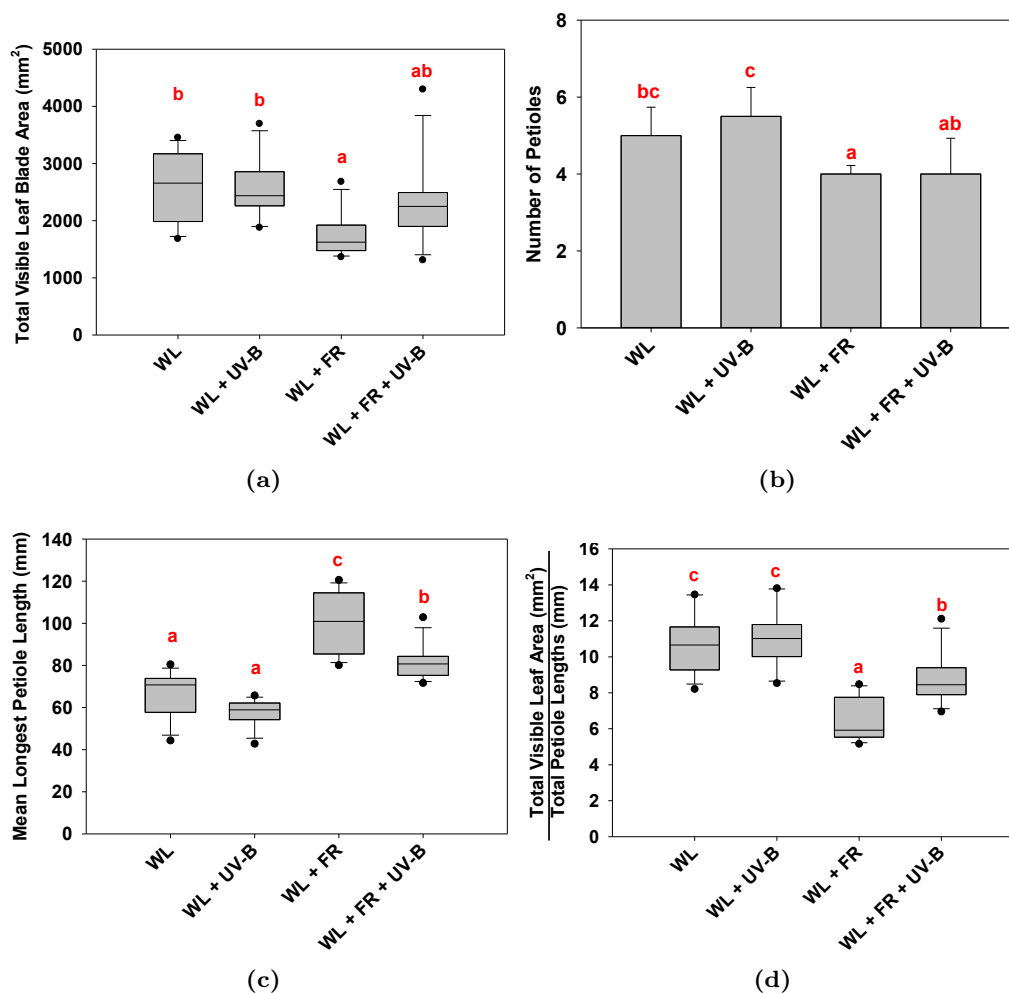 Total Visible Leaf Blade Area (mm²)
5000
4000
3000
2000
1000
0
b
b
a
ab
WL
WL + UV-B
WL + FR
WL + FR + UV-B
(a)
Number of Petioles
8
6
4
2
0
bc
c
a
ab
WL
WL + UV-B
WL + FR
WL + FR + UV-B
(b)
Mean Longest Petiole Length (mm)
140
120
100
80
60
40
20
0
a
a
c
b
WL
WL + UV-B
WL + FR
WL + FR + UV-B
(c)
Total Visible Leaf Area (mm²)
Total Petiole Lengths (mm)
16
14
12
10
8
6
4
2
0
c
c
a
b
WL
WL + UV-B
WL + FR
WL + FR + UV-B
(d)